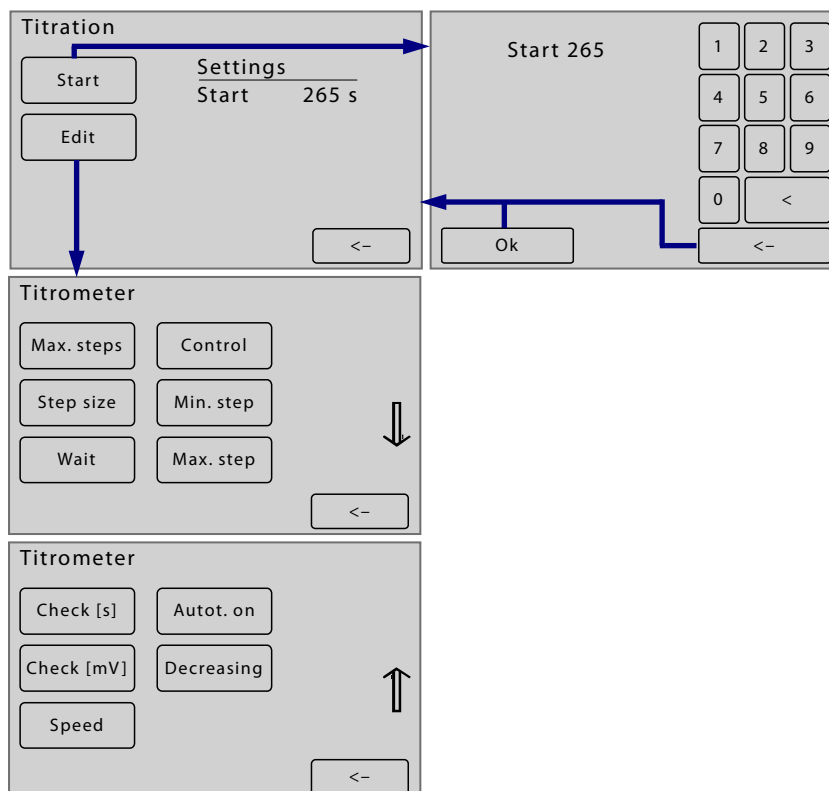 Titration
Start
Settings
Start 265 s
Edit
<–
Start 265
1 2 3
4 5 6
7 8 9
0 <
Ok
<–
Titrometer
Max. steps Control
Step size Min. step
Wait Max. step
<–
Titrometer
Check [s] Autot. on
Check [mV] Decreasing
Speed
<–